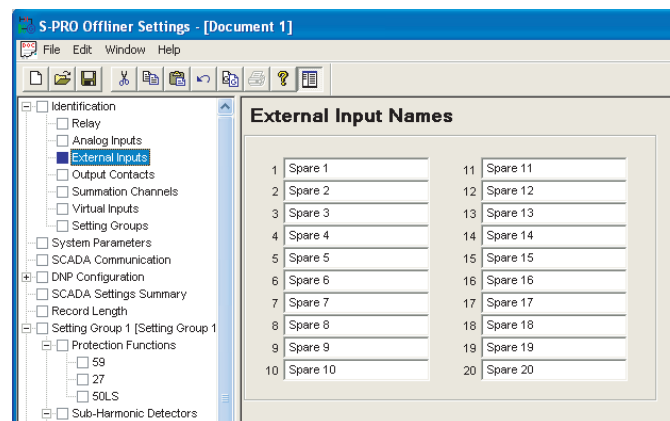 S-PRO Offliner Settings - [Document 1]
DOC
File Edit Window Help
Identification
Relay
Analog Inputs
External Inputs
Output Contacts
Summation Channels
Virtual Inputs
Setting Groups
System Parameters
SCADA Communication
DNP Configuration
SCADA Settings Summary
Record Length
Setting Group 1 [Setting Group 1
Protection Functions
59
27
50LS
Sub-Harmonic Detectors
External Input Names
1 Spare 1
2 Spare 2
3 Spare 3
4 Spare 4
5 Spare 5
6 Spare 6
7 Spare 7
8 Spare 8
9 Spare 9
10 Spare 10
11 Spare 11
12 Spare 12
13 Spare 13
14 Spare 14
15 Spare 15
16 Spare 16
17 Spare 17
18 Spare 18
19 Spare 19
20 Spare 20